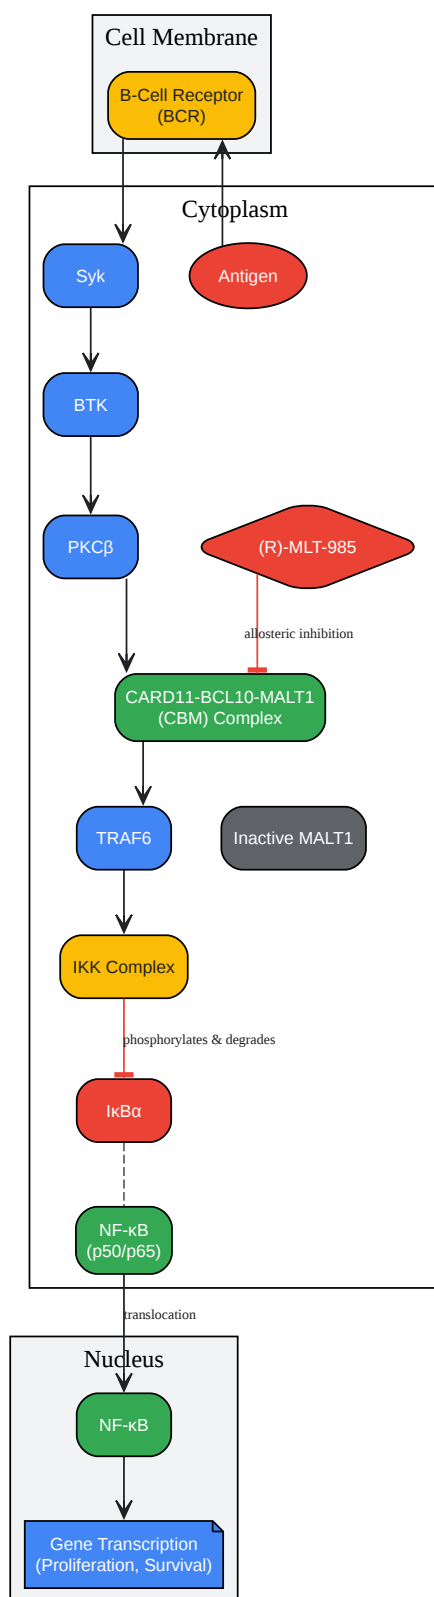 Cell Membrane
B-Cell Receptor
(BCR)
Cytoplasm
Syk
Antigen
BTK
PKCβ
(R)-MLT-985
allosteric inhibition
CARD11-BCL10-MALT1
(CBM) Complex
TRAF6
Inactive MALT1
IKK Complex
phosphorylates & degrades
IκBα
NF-κB
(p50/p65)
translocation
Nucleus
NF-κB
Gene Transcription
(Proliferation, Survival)